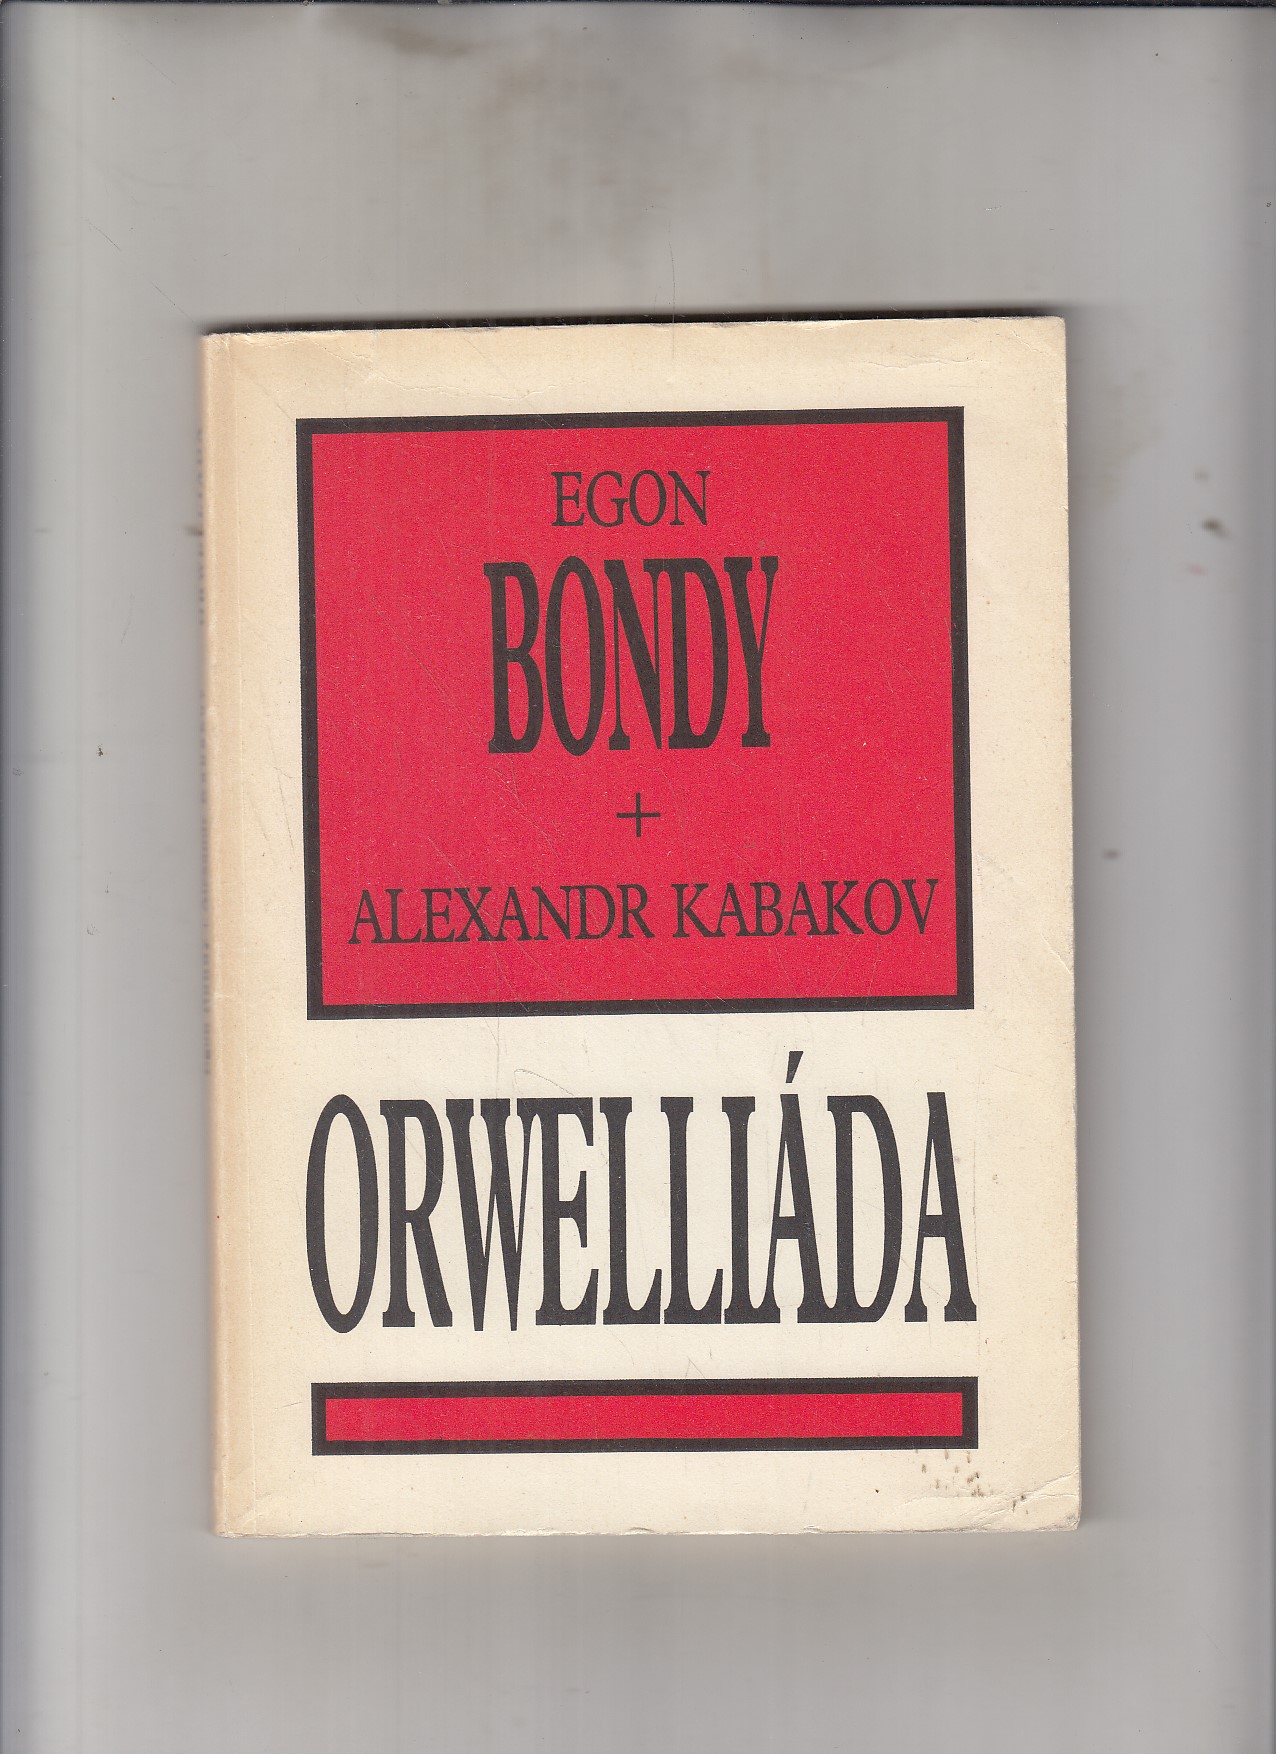 EGON
BONDY
+
ALEXANDR KABAKOV
ORWELLIÁDA